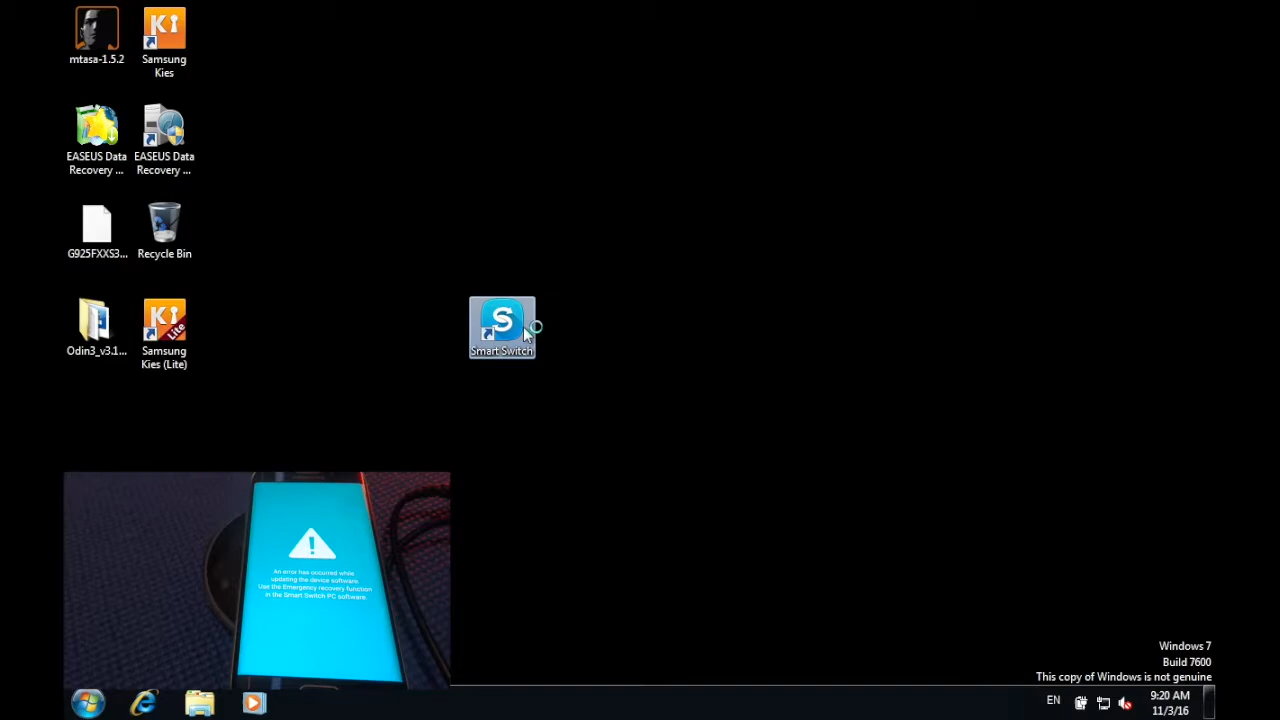 mtasa-1.5.2
Samsung
Kies
EASEUS Data
Recovery ...
EASEUS Data
Recovery ...
G925FXXS3...
Recycle Bin
Odin3_v3.1...
Samsung
Kies (Lite)
Lite
S
Smart Switch
An error has occurred while
updating the device software.
Use the Emergency recovery function
in the Smart Switch PC software.
Windows 7
Build 7600
This copy of Windows is not genuine
EN
9:20 AM
11/3/16